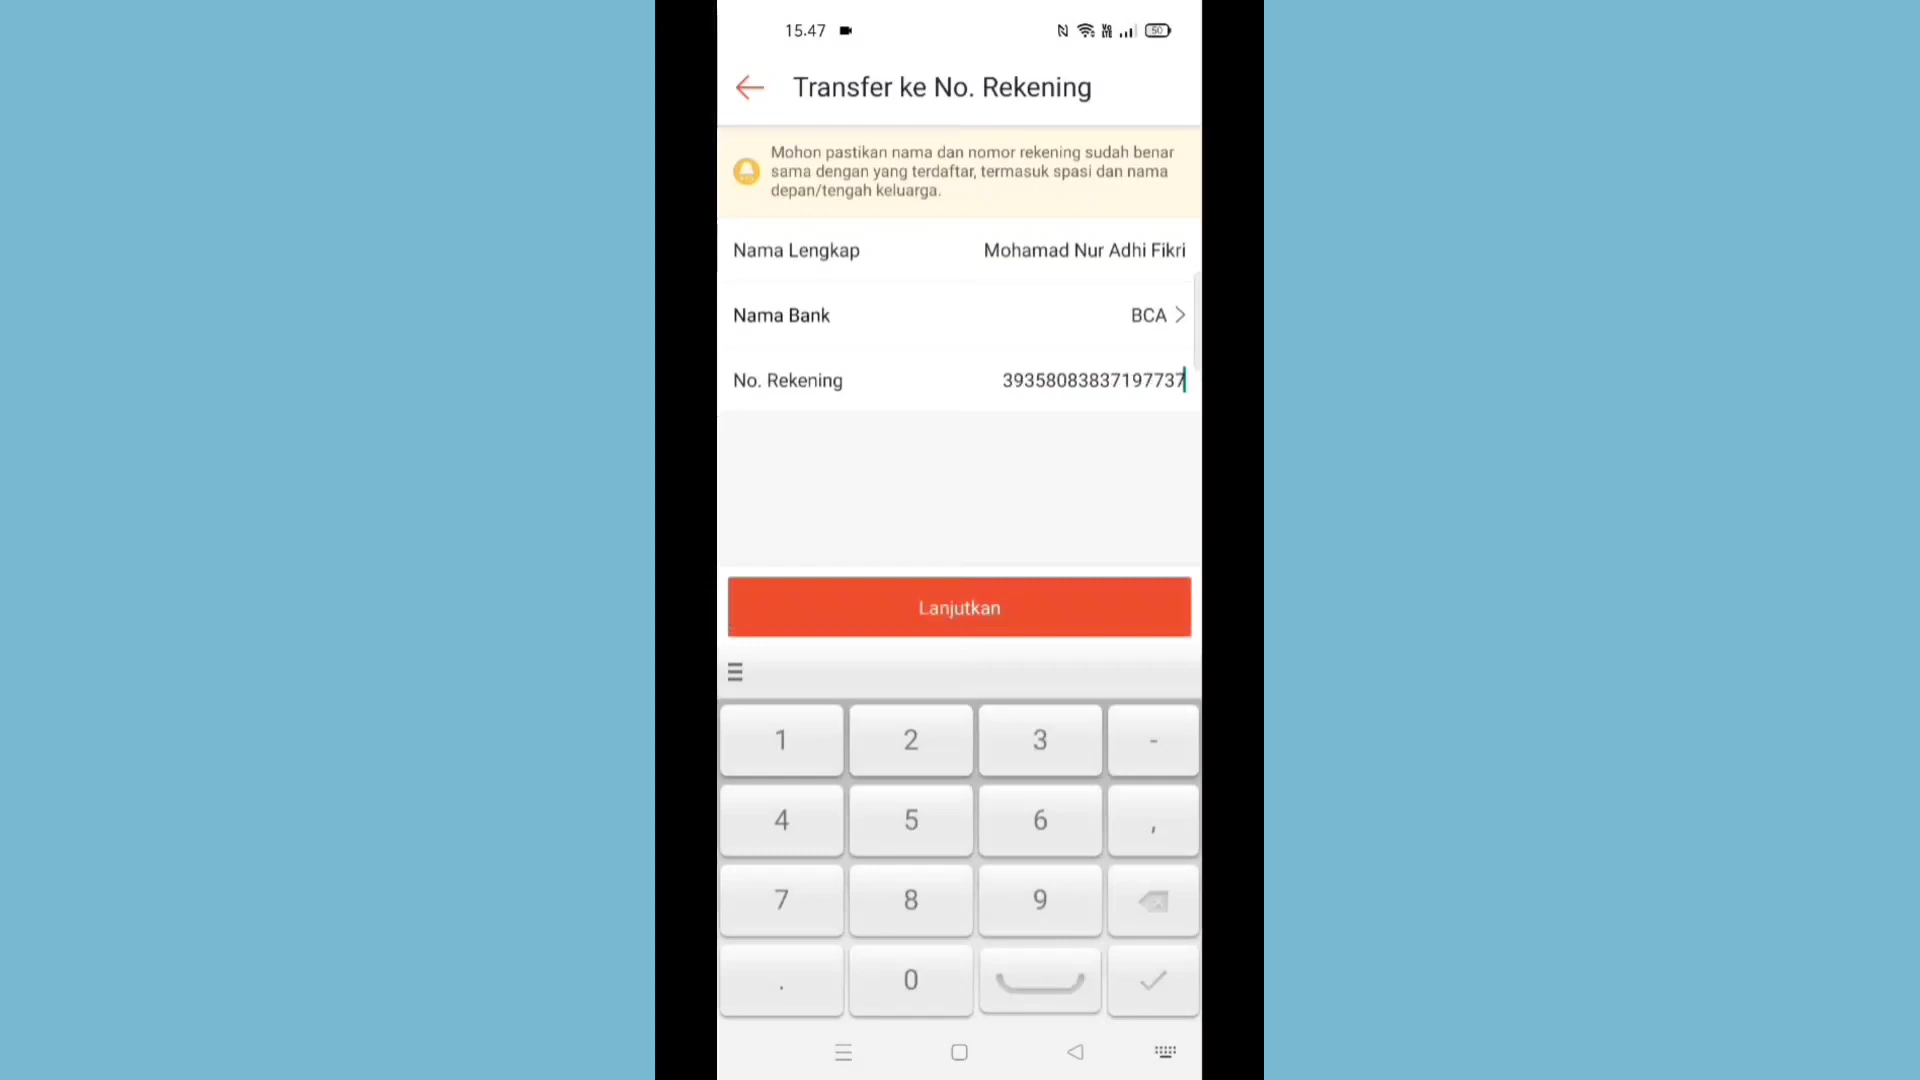 15.47
50
Transfer ke No. Rekening
Mohon pastikan nama dan nomor rekening sudah benar
sama dengan yang terdaftar, termasuk spasi dan nama
depan/tengah keluarga.
Nama Lengkap Mohamad Nur Adhi Fikri
Nama Bank BCA
No. Rekening 39358083837197737
Lanjutkan
1 2 3 -
4 5 6 ,
7 8 9
. 0